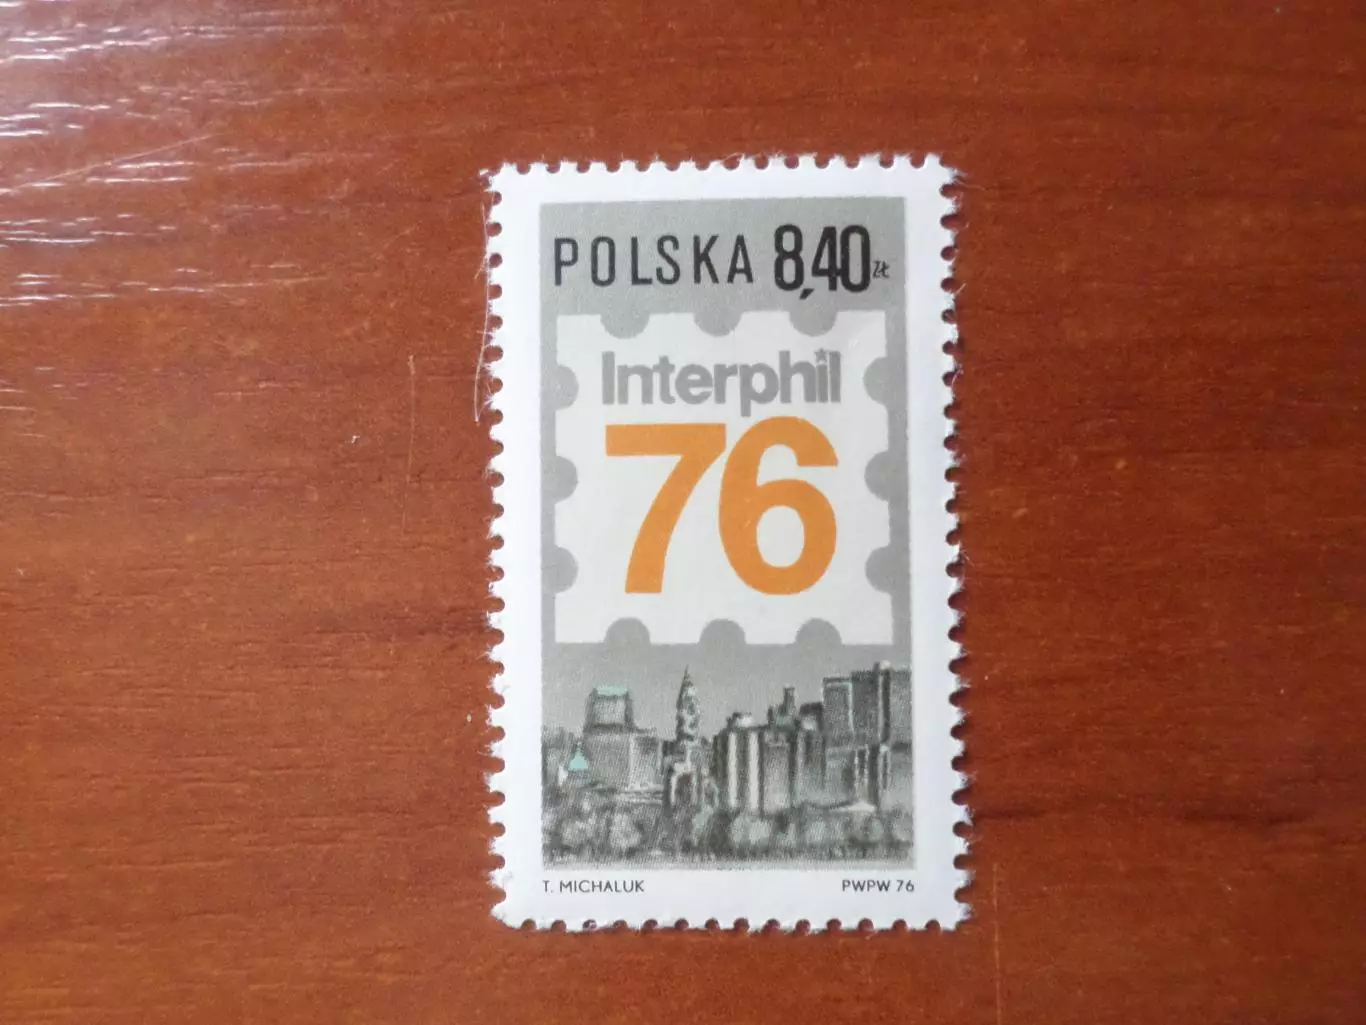 POLSKA 8,40 ZŁ
Interphil
76
T. MICHALUK PWPW 76